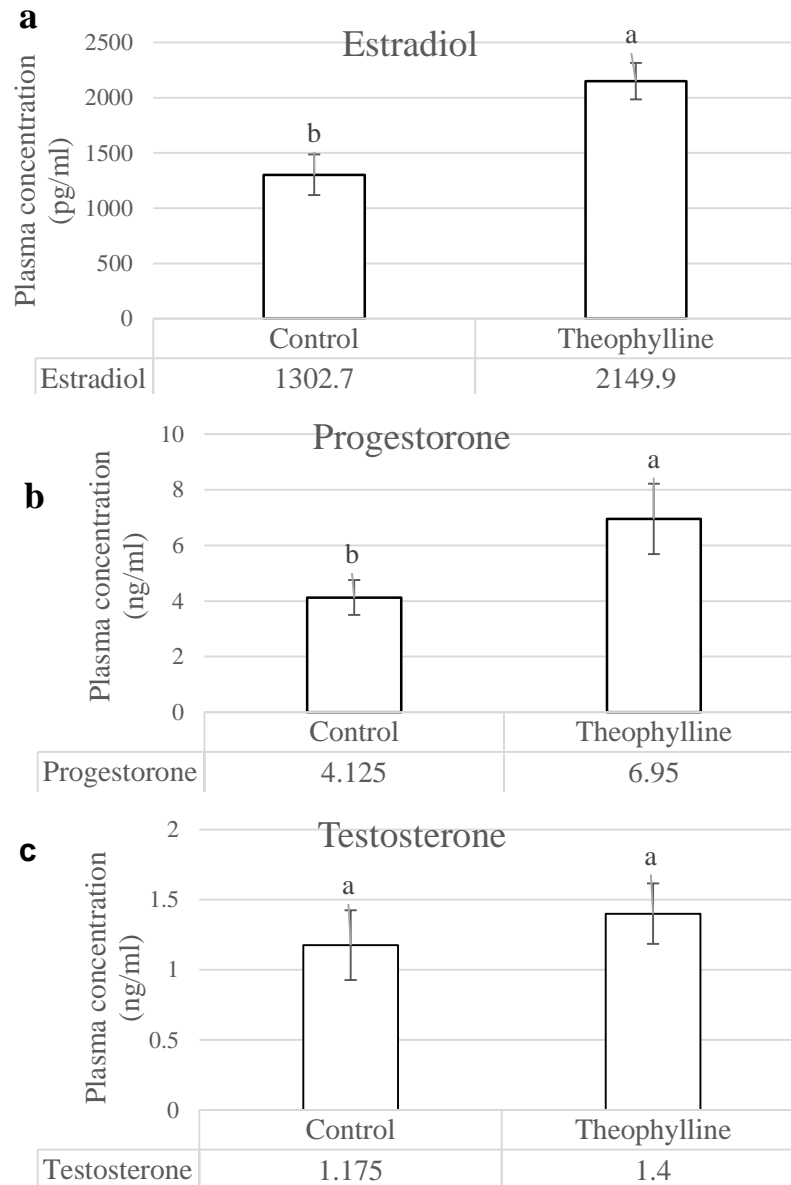 a
Estradiol
Plasma concentration
(pg/ml)
2500
2000
1500
1000
500
0
b
a
Control Theophylline
Estradiol 1302.7 2149.9
b
Progestorone
Plasma concentration
(ng/ml)
10
8
6
4
2
0
b
a
Control Theophylline
Progestorone 4.125 6.95
c
Testosterone
Plasma concentration
(ng/ml)
2
1.5
1
0.5
0
a
a
Control Theophylline
Testosterone 1.175 1.4